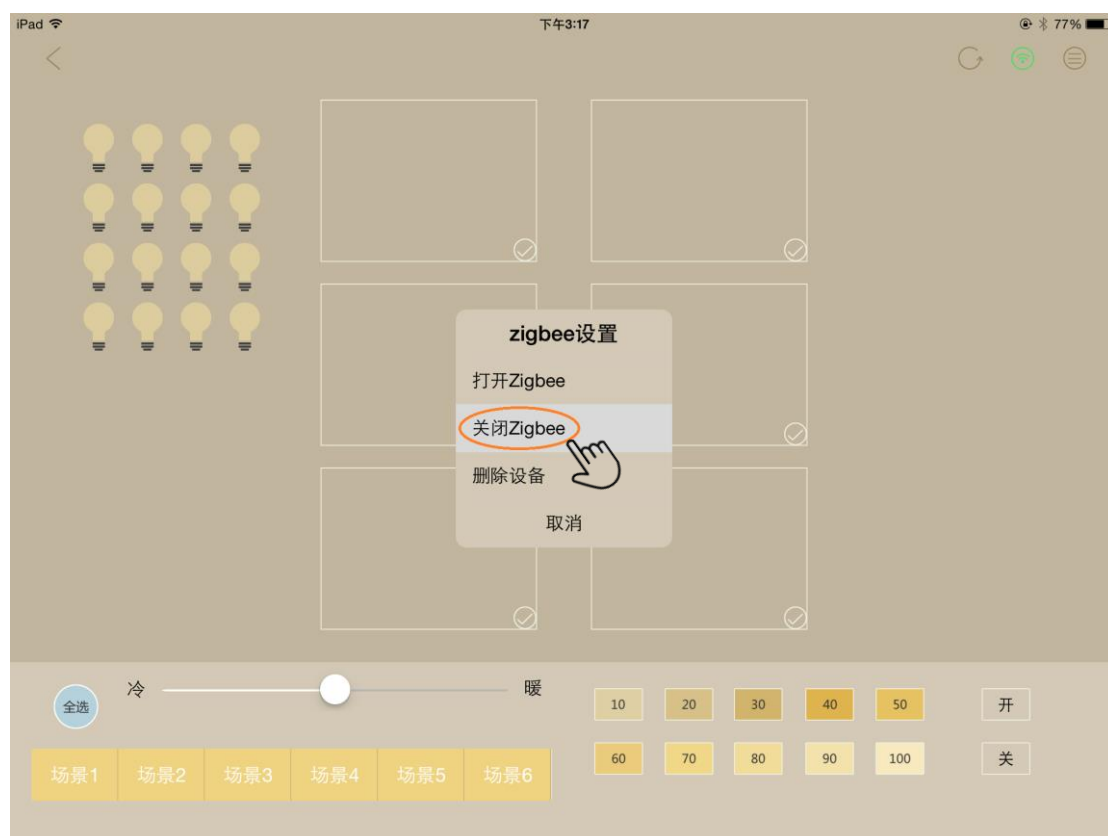 iPad 下午3:17 77%
zigbee设置
打开Zigbee
关闭Zigbee
删除设备
取消
全选
冷 暖
场景1 场景2 场景3 场景4 场景5 场景6
10 20 30 40 50 开
60 70 80 90 100 关